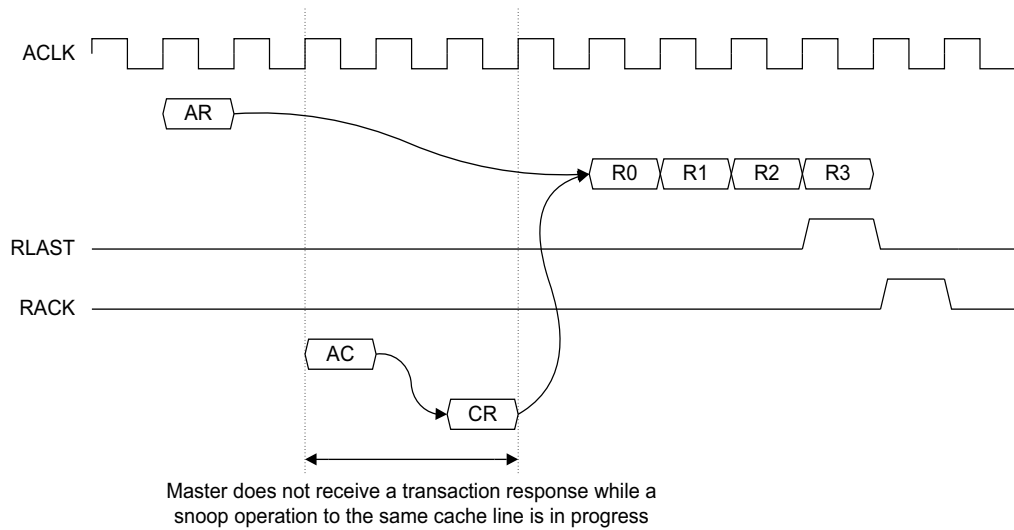 ACLK
AR
R0 R1 R2 R3
RLAST
RACK
AC
CR
Master does not receive a transaction response while a
snoop operation to the same cache line is in progress